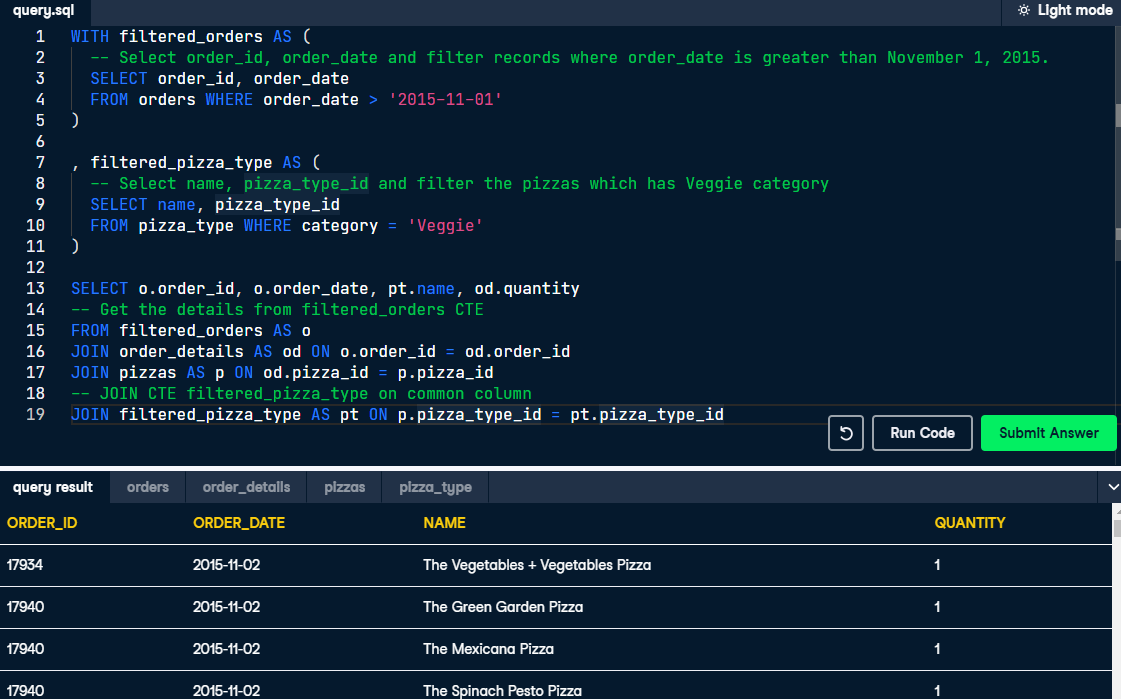 query.sql
Light mode
1 WITH filtered_orders AS (
2 -- Select order_id, order_date and filter records where order_date is greater than November 1, 2015.
3 SELECT order_id, order_date
4 FROM orders WHERE order_date > '2015-11-01'
5 )
6
7 , filtered_pizza_type AS (
8 -- Select name, pizza_type_id and filter the pizzas which has Veggie category
9 SELECT name, pizza_type_id
10 FROM pizza_type WHERE category = 'Veggie'
11 )
12
13 SELECT o.order_id, o.order_date, pt.name, od.quantity
14 -- Get the details from filtered_orders CTE
15 FROM filtered_orders AS o
16 JOIN order_details AS od ON o.order_id = od.order_id
17 JOIN pizzas AS p ON od.pizza_id = p.pizza_id
18 -- JOIN CTE filtered_pizza_type on common column
19 JOIN filtered_pizza_type AS pt ON p.pizza_type_id = pt.pizza_type_id
Run Code
Submit Answer
query result orders order_details pizzas pizza_type
ORDER_ID ORDER_DATE NAME QUANTITY
17934 2015-11-02 The Vegetables + Vegetables Pizza 1
17940 2015-11-02 The Green Garden Pizza 1
17940 2015-11-02 The Mexicana Pizza 1
17940 2015-11-02 The Spinach Pesto Pizza 1